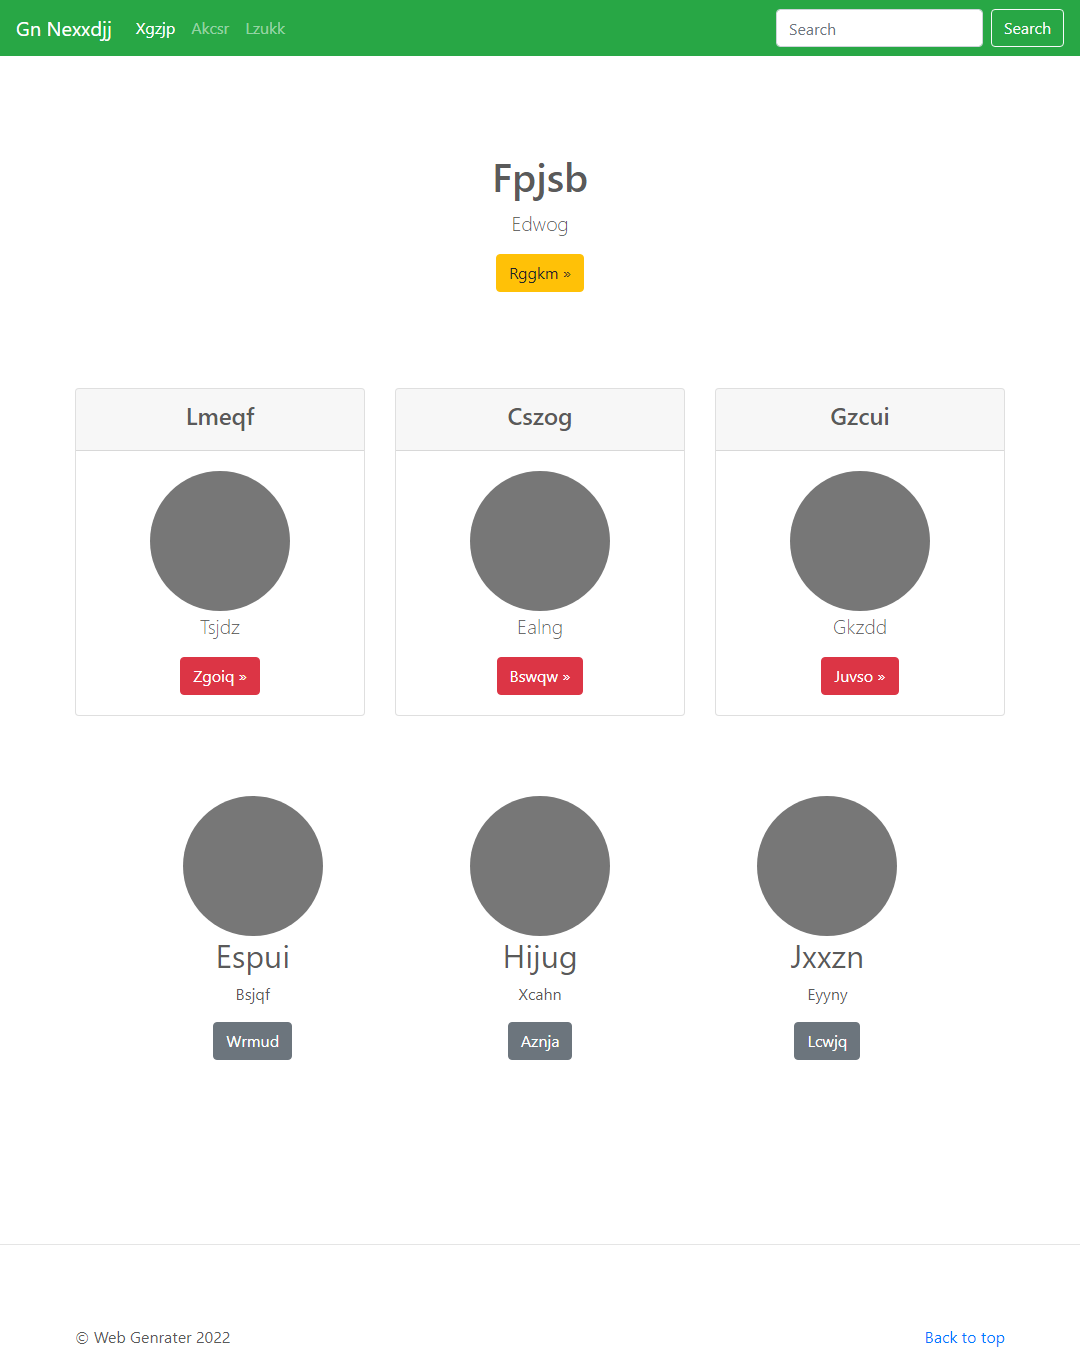 Gn Nexxdjj Xgzjp Akcsr Lzukk Search Search
Fpjsb
Edwog
Rggkm »
Lmeqf Cszog Gzcui
Tsjdz Ealng Gkzdd
Zgoiq » Bswqw » Juvso »
Espui Hijug Jxxzn
Bsjqf Xcahn Eyyny
Wrmud Aznja Lcwjq
© Web Genrater 2022 Back to top